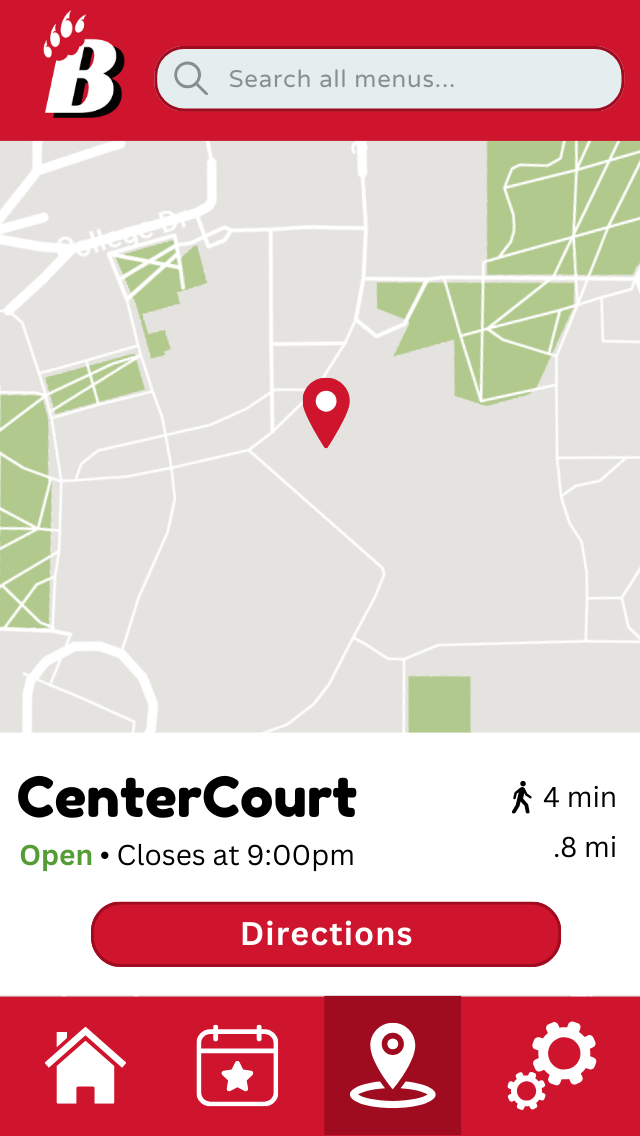 B
Search all menus...
College Dr
CenterCourt
4 min
Open • Closes at 9:00pm
.8 mi
Directions